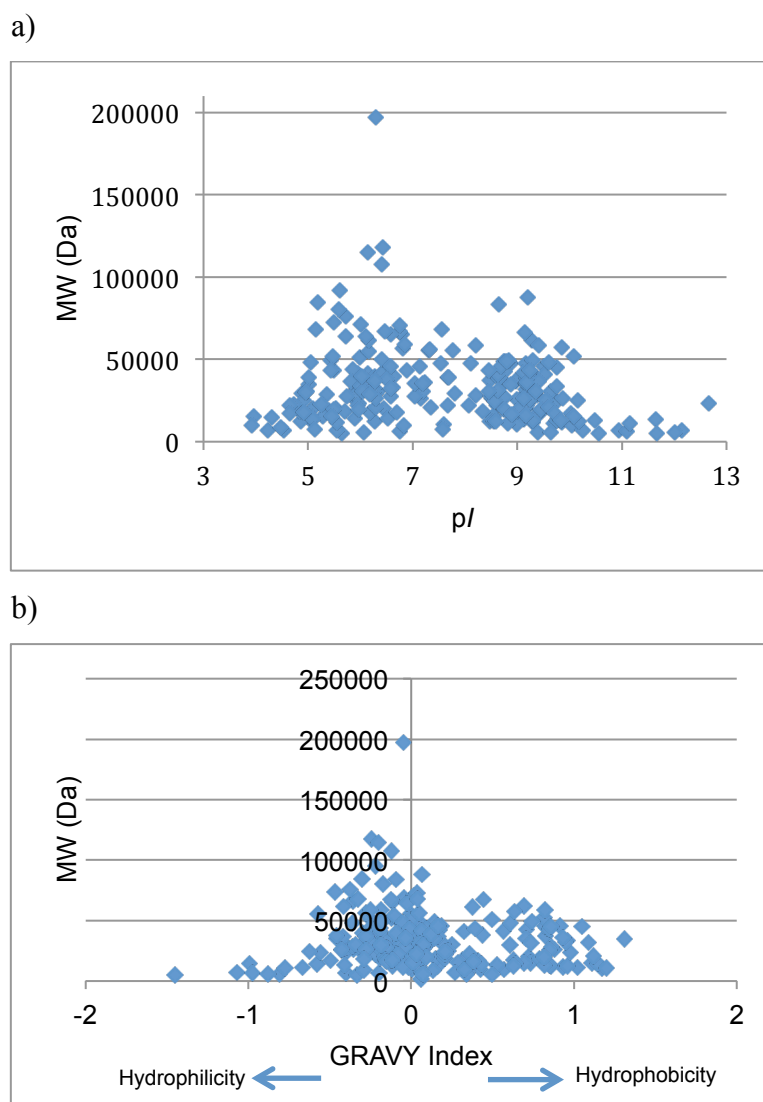 a)
200000
150000
100000
50000
0
MW (Da)
3 5 7 9 11 13
pI
b)
250000
200000
150000
100000
50000
0
MW (Da)
-2 -1 0 1 2
GRAVY Index
Hydrophilicity Hydrophobicity